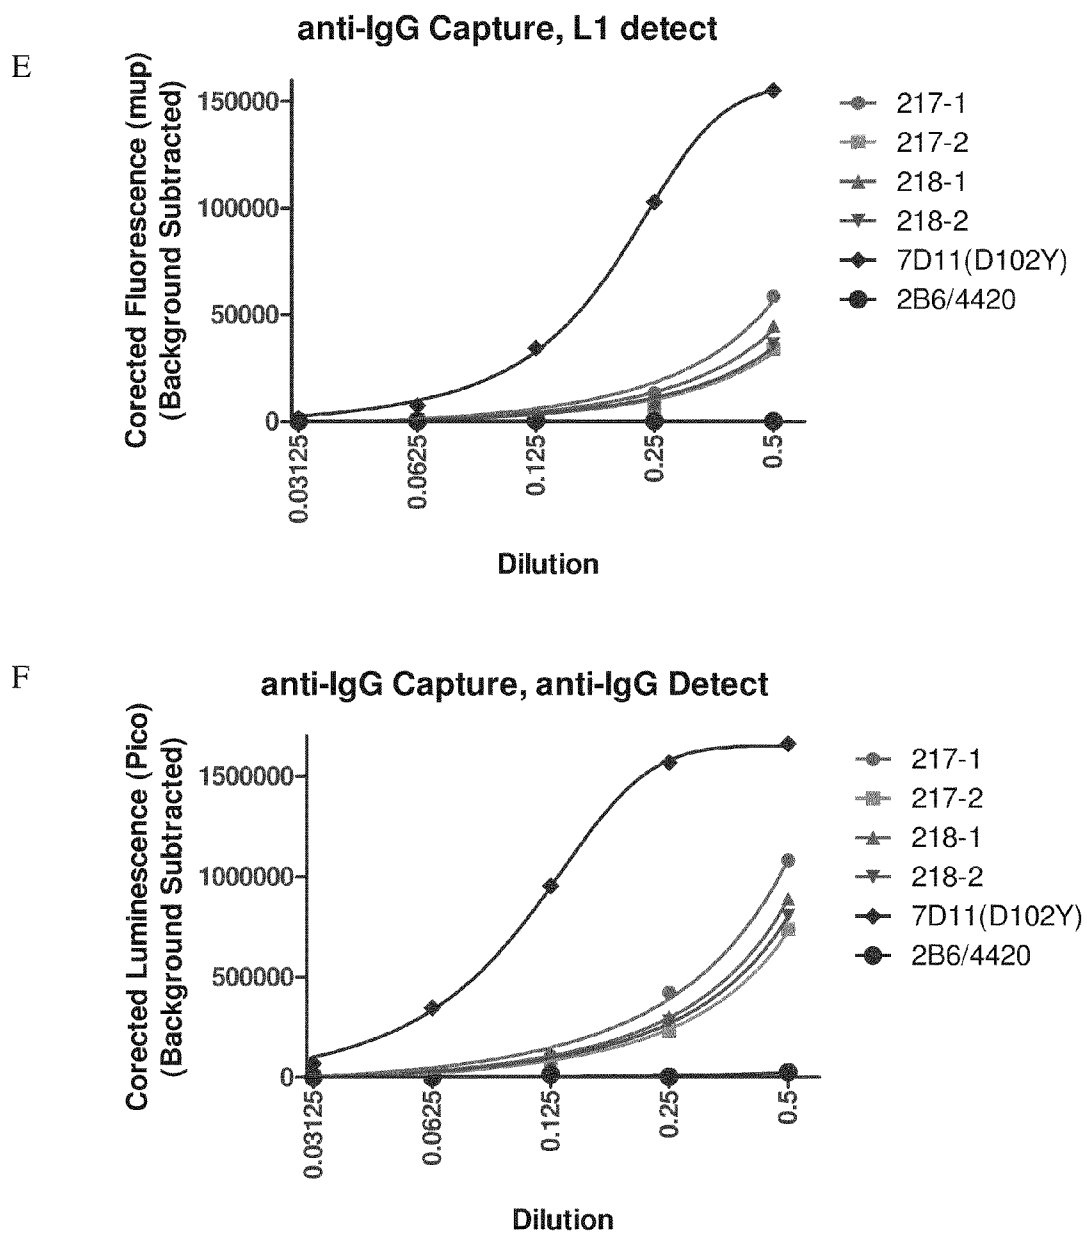 E
anti-IgG Capture, L1 detect
Corected Fluorescence (mup)
(Background Subtracted)
150000
100000
50000
0
0.03125
0.0625
0.125
0.25
0.5
Dilution
217-1
217-2
218-1
218-2
7D11(D102Y)
2B6/4420
F
anti-IgG Capture, anti-IgG Detect
Corected Luminescence (Pico)
(Background Subtracted)
1500000
1000000
500000
0
0.03125
0.0625
0.125
0.25
0.5
Dilution
217-1
217-2
218-1
218-2
7D11(D102Y)
2B6/4420